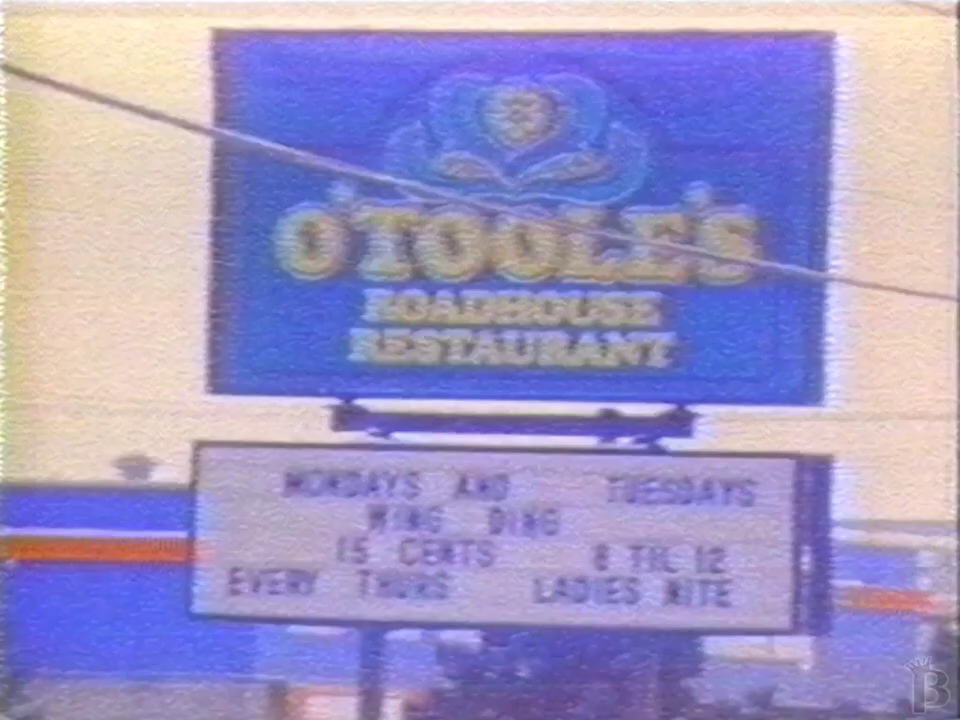 O'TOOLE'S
ROADHOUSE
RESTAURANT
MONDAYS AND TUESDAYS
WING DING
15 CENTS 8 TIL 12
EVERY THURS LADIES NITE
B